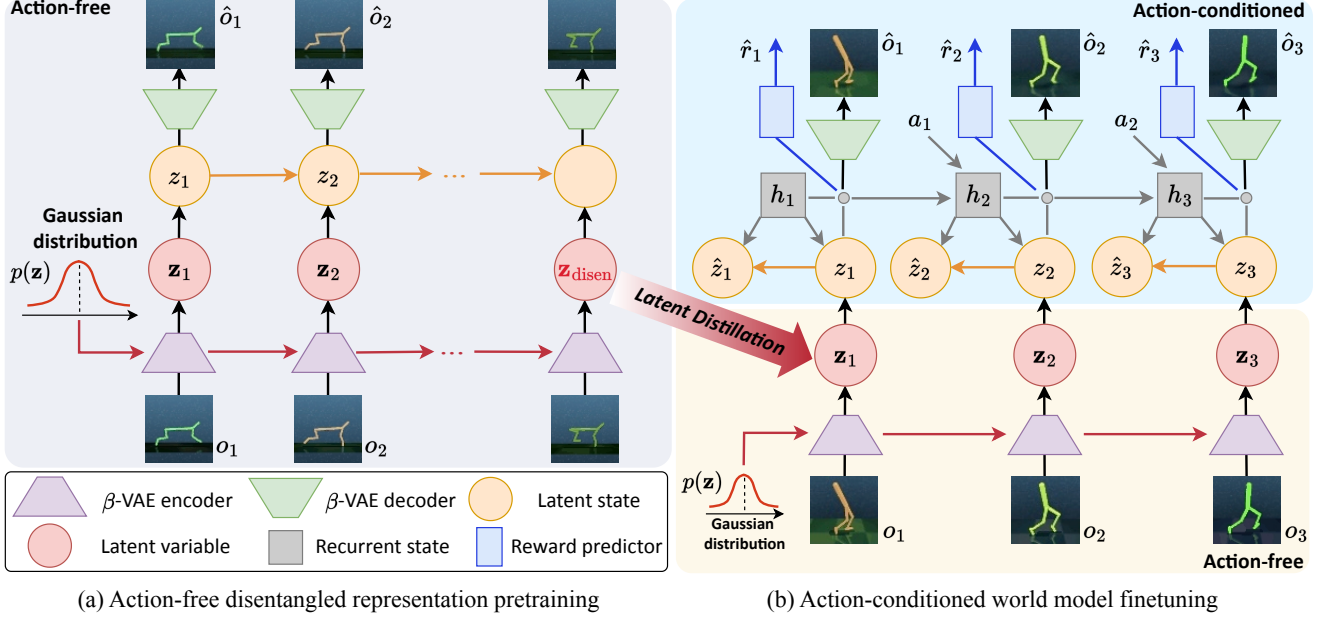 Action-free
ô₁
ô₂
z₁
z₂
...
Gaussian
distribution
p(𝐳)
𝐳₁
𝐳₂
𝐳disen
...
o₁
o₂
Latent Distillation
β-VAE encoder
β-VAE decoder
Latent state
Latent variable
Recurrent state
Reward predictor
(a) Action-free disentangled representation pretraining
Action-conditioned
r̂₁
ô₁
r̂₂
ô₂
r̂₃
ô₃
a₁
a₂
h₁
h₂
h₃
ẑ₁
z₁
ẑ₂
z₂
ẑ₃
z₃
𝐳₁
𝐳₂
𝐳₃
p(𝐳)
Gaussian
distribution
o₁
o₂
o₃
Action-free
(b) Action-conditioned world model finetuning